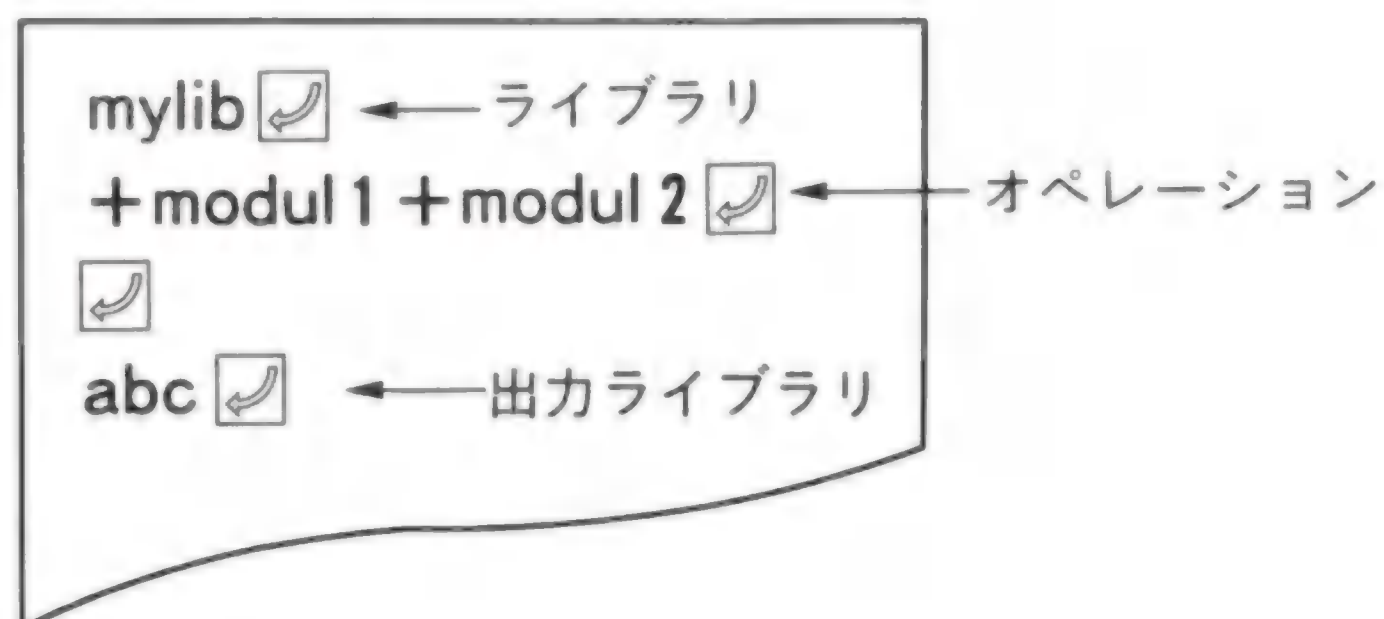 mylib ← ライブラリ
+modul 1 +modul 2 ← オペレーション
abc ← 出力ライブラリ